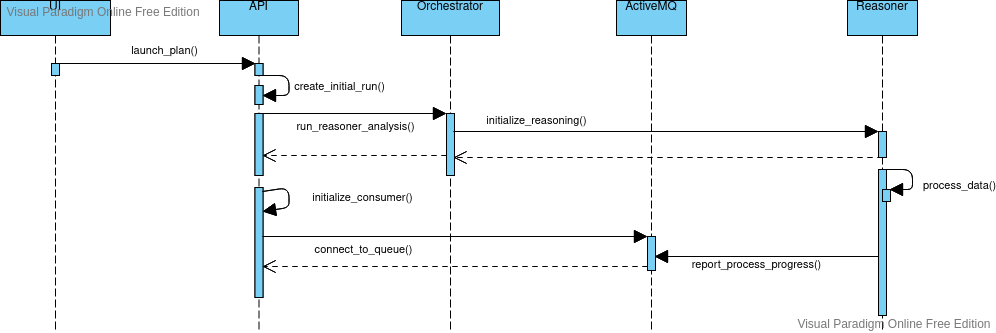 UI
Visual Paradigm Online Free Edition
API
Orchestrator
ActiveMQ
Reasoner
launch_plan()
create_initial_run()
run_reasoner_analysis()
initialize_reasoning()
process_data()
initialize_consumer()
connect_to_queue()
report_process_progress()
Visual Paradigm Online Free Edition